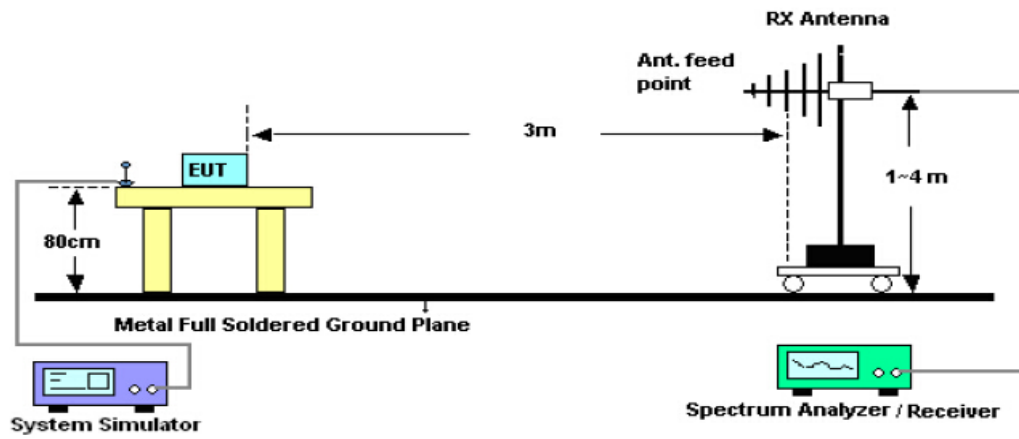 RX Antenna
Ant. feed
point
3m
EUT
1~4 m
80cm
Metal Full Soldered Ground Plane
System Simulator
Spectrum Analyzer / Receiver